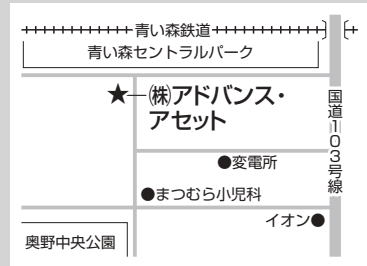 青い森鉄道
青い森セントラルパーク
★㈱アドバンス・
アセット
国道103号線
●変電所
●まつむら小児科
イオン●
奥野中央公園